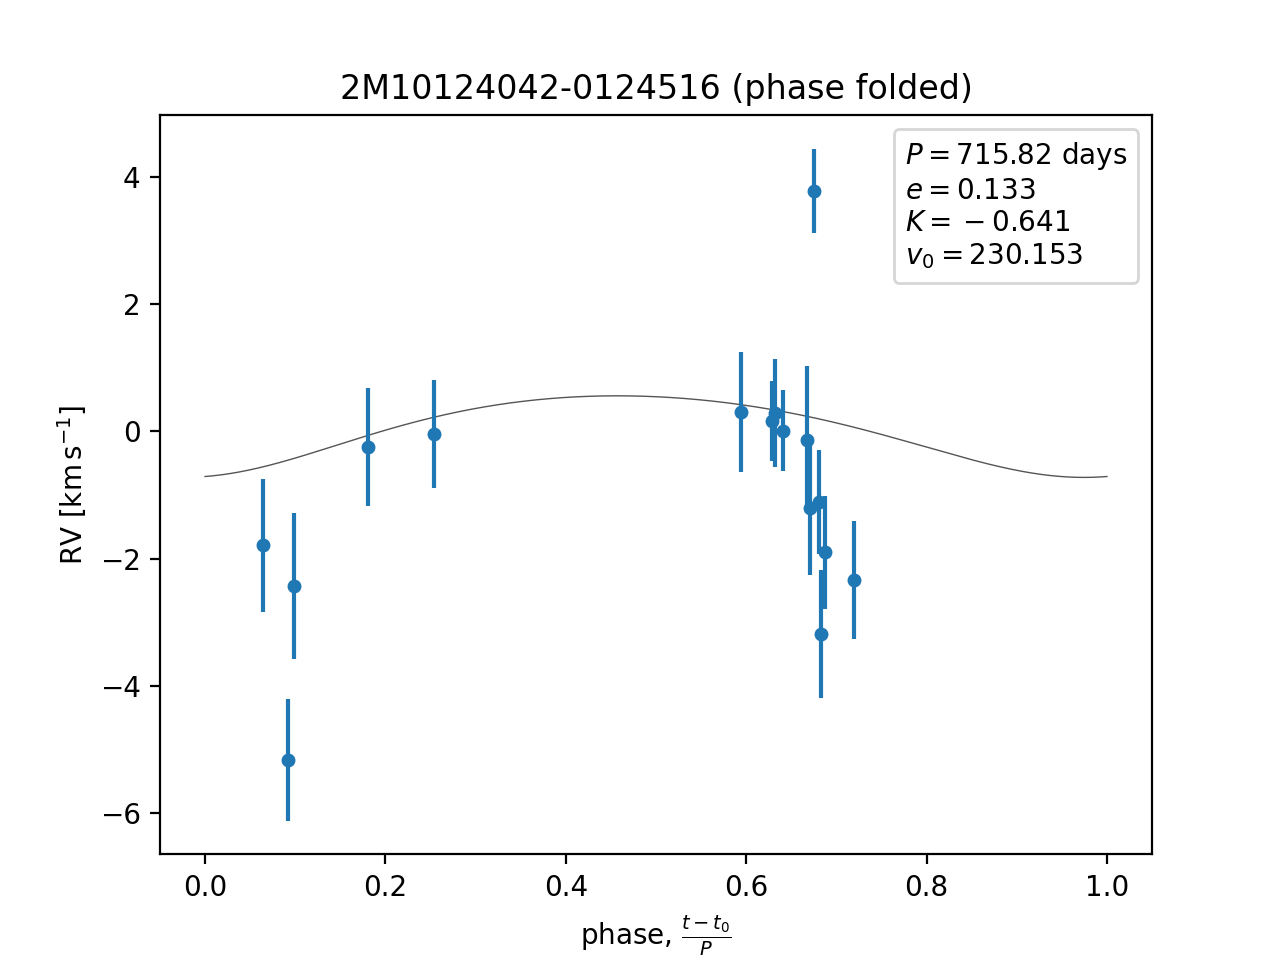 2M10124042-0124516 (phase folded)
P = 715.82 days
e = 0.133
K = −0.641
v₀ = 230.153
RV [km s⁻¹]
4
2
0
−2
−4
−6
0.0 0.2 0.4 0.6 0.8 1.0
phase, (t − t₀)/P